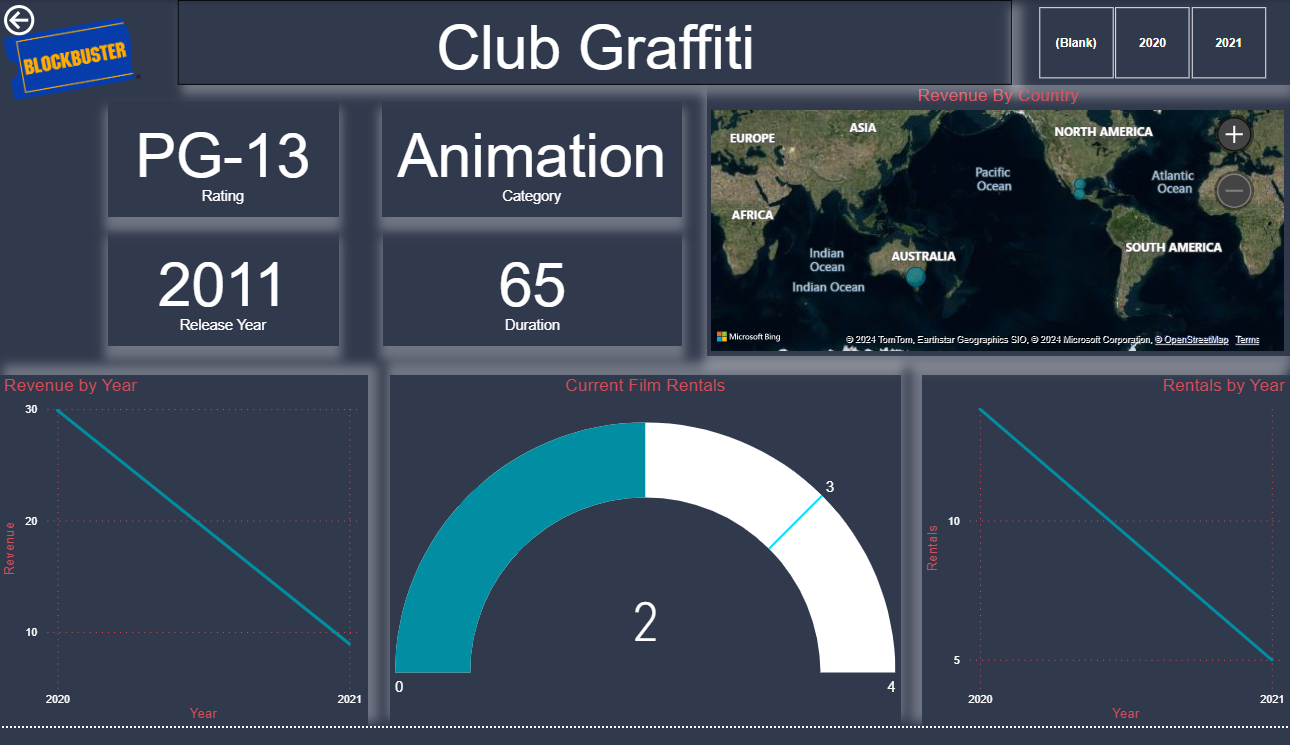 BLOCKBUSTER
Club Graffiti
(Blank)
2020
2021
PG-13
Rating
Animation
Category
2011
Release Year
65
Duration
Revenue By Country
EUROPE
ASIA
NORTH AMERICA
Pacific
Ocean
Atlantic
Ocean
AFRICA
SOUTH AMERICA
Indian
Ocean
AUSTRALIA
Indian Ocean
Microsoft Bing
© 2024 TomTom, Earthstar Geographics SIO, © 2024 Microsoft Corporation, © OpenStreetMap Terms
Revenue by Year
30
20
10
Revenue
2020
2021
Year
Current Film Rentals
3
2
0
4
Rentals by Year
10
5
Rentals
2020
2021
Year